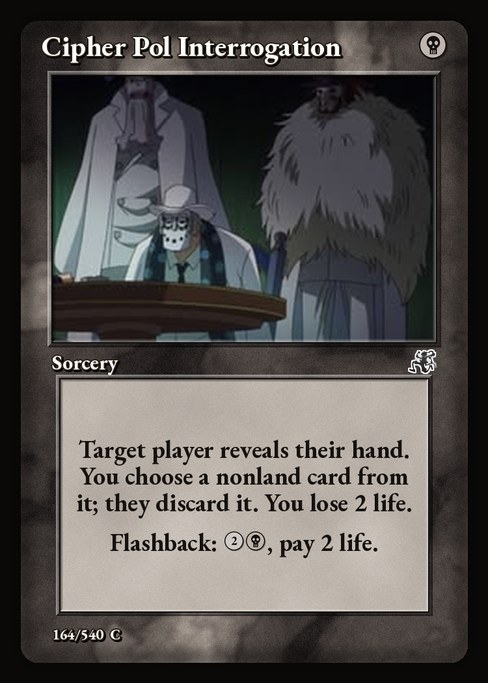 Cipher Pol Interrogation
Sorcery
Target player reveals their hand.
You choose a nonland card from
it; they discard it. You lose 2 life.
Flashback: 2, pay 2 life.
164/540 C